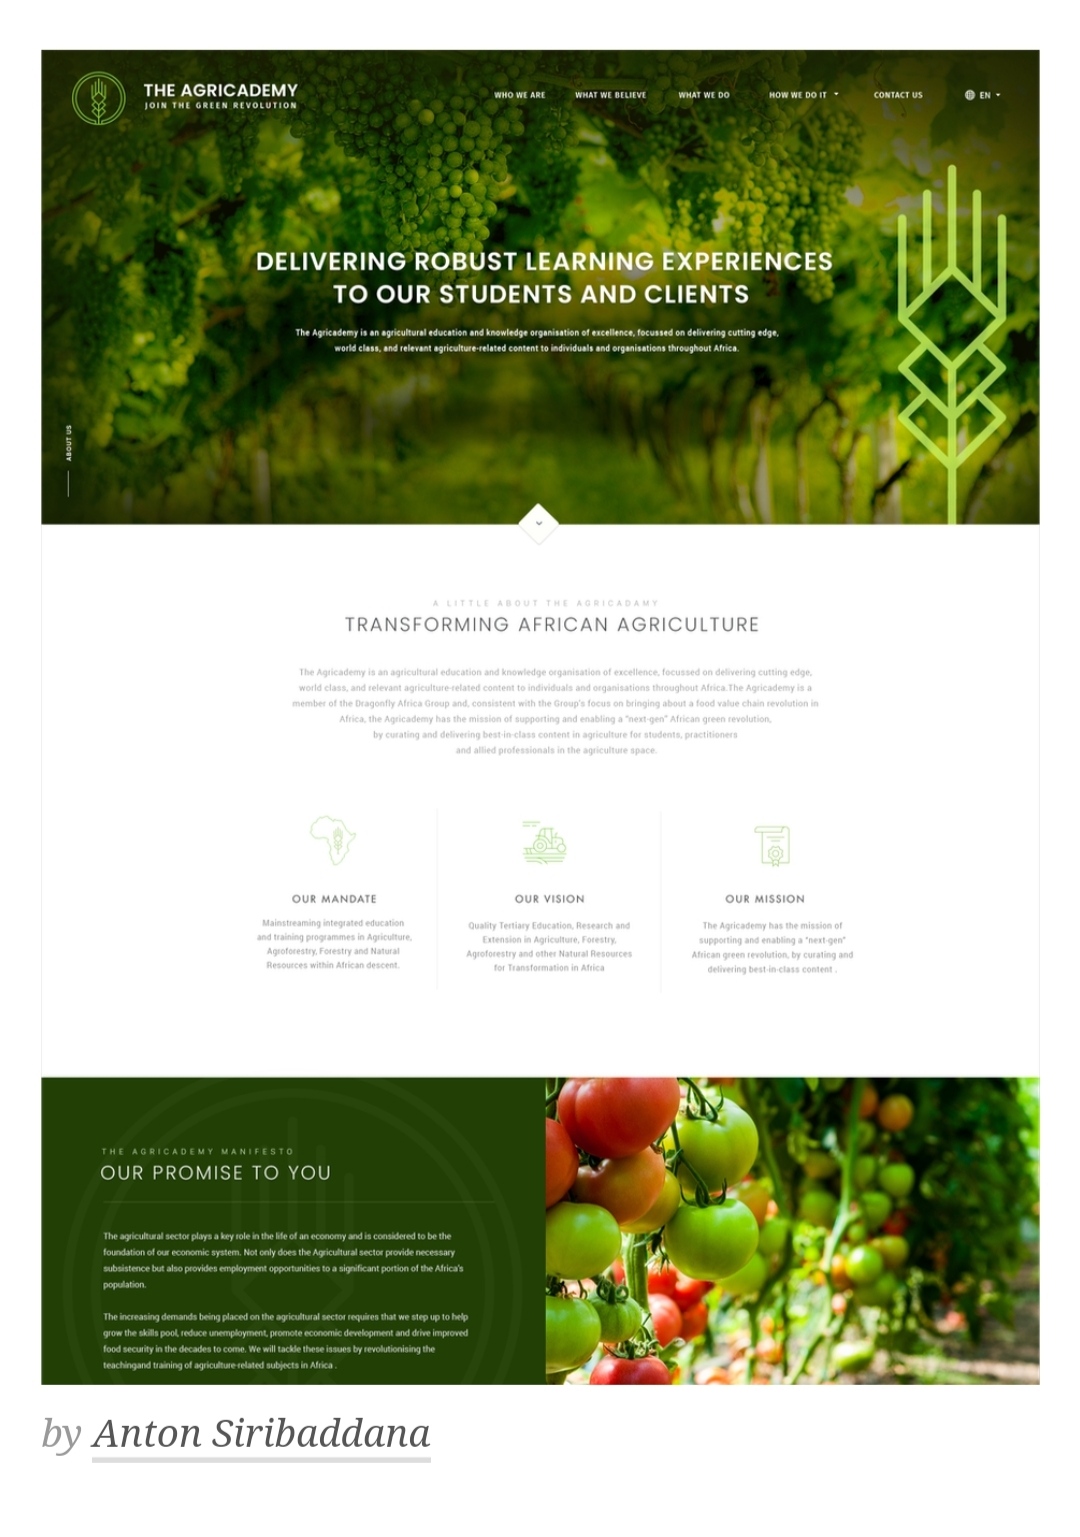 THE AGRICADEMY
JOIN THE GREEN REVOLUTION
WHO WE ARE
WHAT WE BELIEVE
WHAT WE DO
HOW WE DO IT
CONTACT US
EN
DELIVERING ROBUST LEARNING EXPERIENCES
TO OUR STUDENTS AND CLIENTS
The Agricademy is an agricultural education and knowledge organisation of excellence, focussed on delivering cutting edge,
world class, and relevant agriculture-related content to individuals and organisations throughout Africa.
ABOUT US
A LITTLE ABOUT THE AGRICADAMY
TRANSFORMING AFRICAN AGRICULTURE
The Agricademy is an agricultural education and knowledge organisation of excellence, focussed on delivering cutting edge,
world class, and relevant agriculture-related content to individuals and organisations throughout Africa.The Agricademy is a
member of the Dragonfly Africa Group and, consistent with the Group's focus on bringing about a food value chain revolution in
Africa, the Agricademy has the mission of supporting and enabling a "next-gen" African green revolution,
by curating and delivering best-in-class content in agriculture for students, practitioners
and allied professionals in the agriculture space.
OUR MANDATE
Mainstreaming integrated education
and training programmes in Agriculture,
Agroforestry, Forestry and Natural
Resources within African descent.
OUR VISION
Quality Tertiary Education, Research and
Extension in Agriculture, Forestry,
Agroforestry and other Natural Resources
for Transformation in Africa
OUR MISSION
The Agricademy has the mission of
supporting and enabling a "next-gen"
African green revolution, by curating and
delivering best-in-class content .
THE AGRICADEMY MANIFESTO
OUR PROMISE TO YOU
The agricultural sector plays a key role in the life of an economy and is considered to be the
foundation of our economic system. Not only does the Agricultural sector provide necessary
subsistence but also provides employment opportunities to a significant portion of the Africa's
population.
The increasing demands being placed on the agricultural sector requires that we step up to help
grow the skills pool, reduce unemployment, promote economic development and drive improved
food security in the decades to come. We will tackle these issues by revolutionising the
teachingand training of agriculture-related subjects in Africa .
by Anton Siribaddana